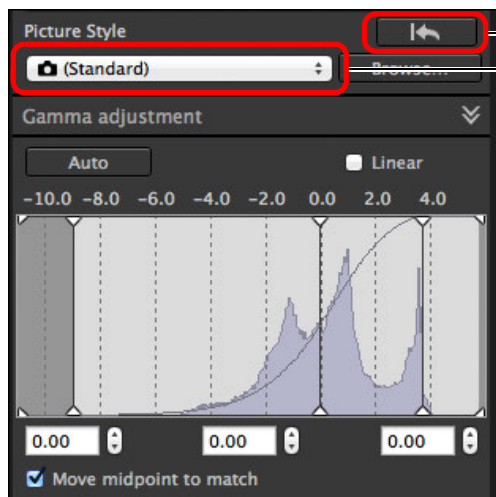 Picture Style
(Standard) Browse...
Gamma adjustment
Auto Linear
-10.0 -8.0 -6.0 -4.0 -2.0 0.0 2.0 4.0
0.00 0.00 0.00
Move midpoint to match